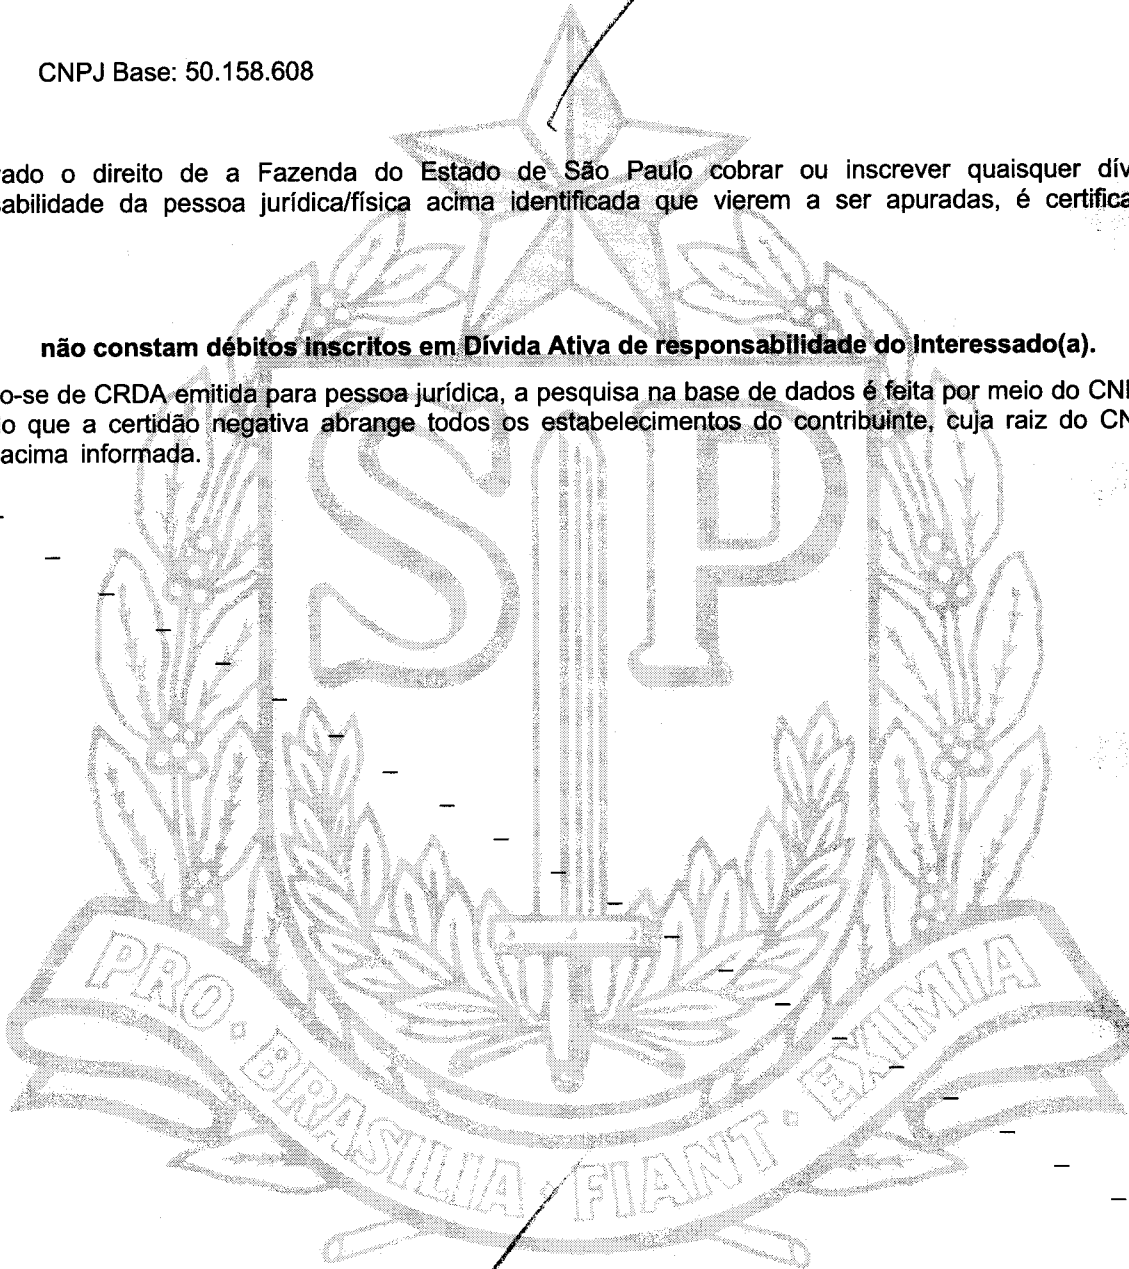 CNPJ Base: 50.158.608
ado o direito de a Fazenda do Estado de São Paulo cobrar ou inscrever quaisquer dív
sabilidade da pessoa jurídica/física acima identificada que vierem a ser apuradas, é certifica
não constam débitos inscritos em Dívida Ativa de responsabilidade do Interessado(a).
o-se de CRDA emitida para pessoa jurídica, a pesquisa na base de dados é feita por meio do CN
o que a certidão negativa abrange todos os estabelecimentos do contribuinte, cuja raiz do CN
acima informada.
SP
PRO · BRASILIA · FIANT · EXIMIA